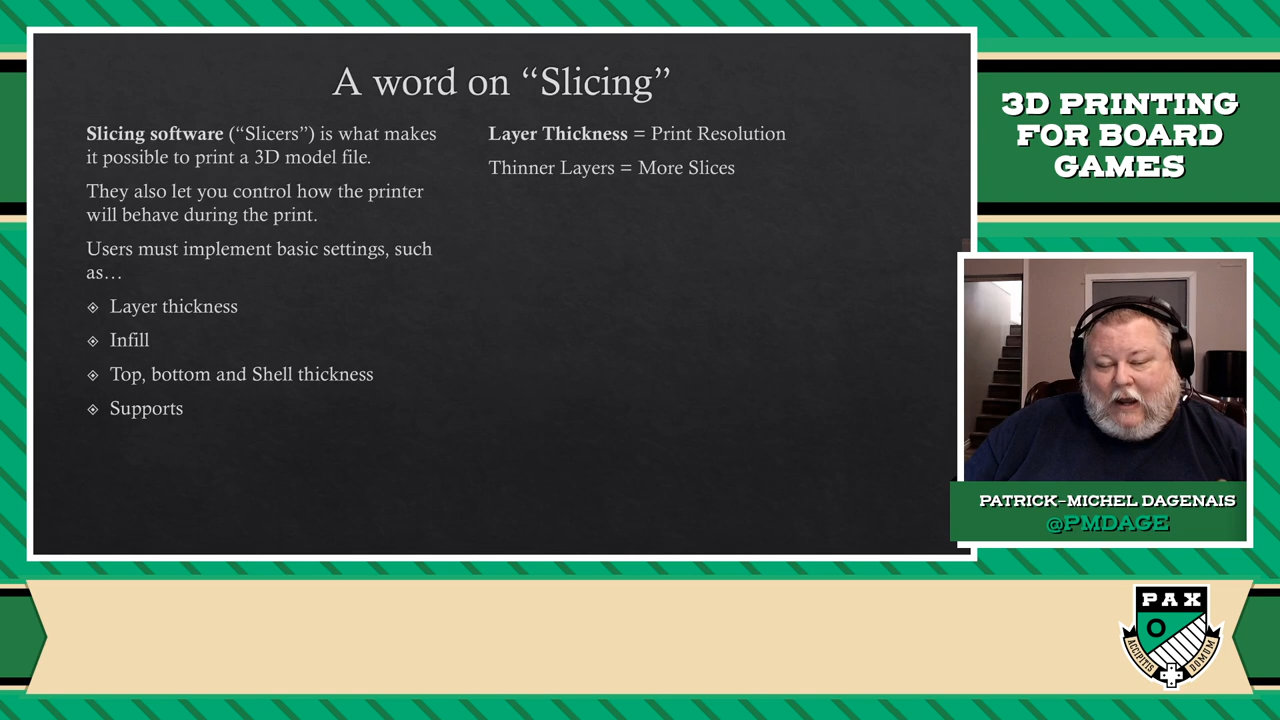 A word on “Slicing”
Slicing software (“Slicers”) is what makes
it possible to print a 3D model file.
They also let you control how the printer
will behave during the print.
Users must implement basic settings, such
as…
Layer thickness
Infill
Top, bottom and Shell thickness
Supports
Layer Thickness = Print Resolution
Thinner Layers = More Slices
3D PRINTING
FOR BOARD
GAMES
PATRICK-MICHEL DAGENAIS
@PMDAGE
PAX
O
ACCIPITIS DOMUM